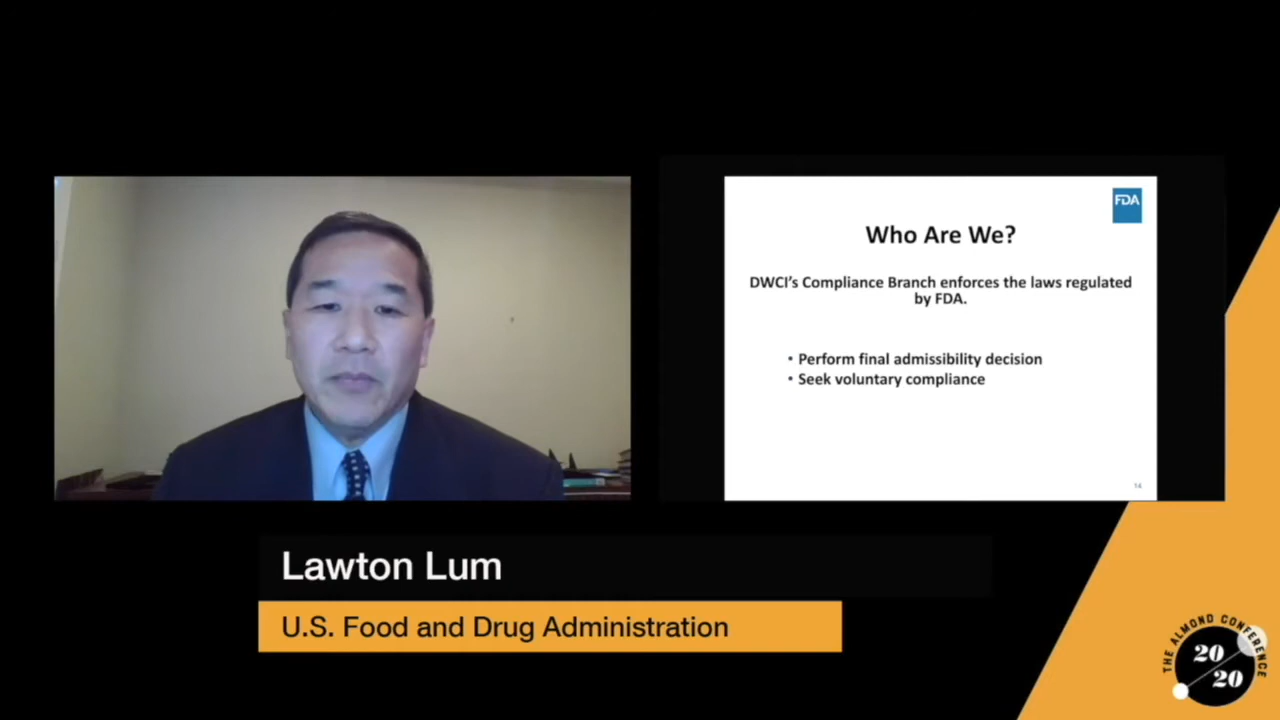 FDA
Who Are We?
DWCI’s Compliance Branch enforces the laws regulated
by FDA.
• Perform final admissibility decision
• Seek voluntary compliance
14
Lawton Lum
U.S. Food and Drug Administration
THE ALMOND CONFERENCE
20
20